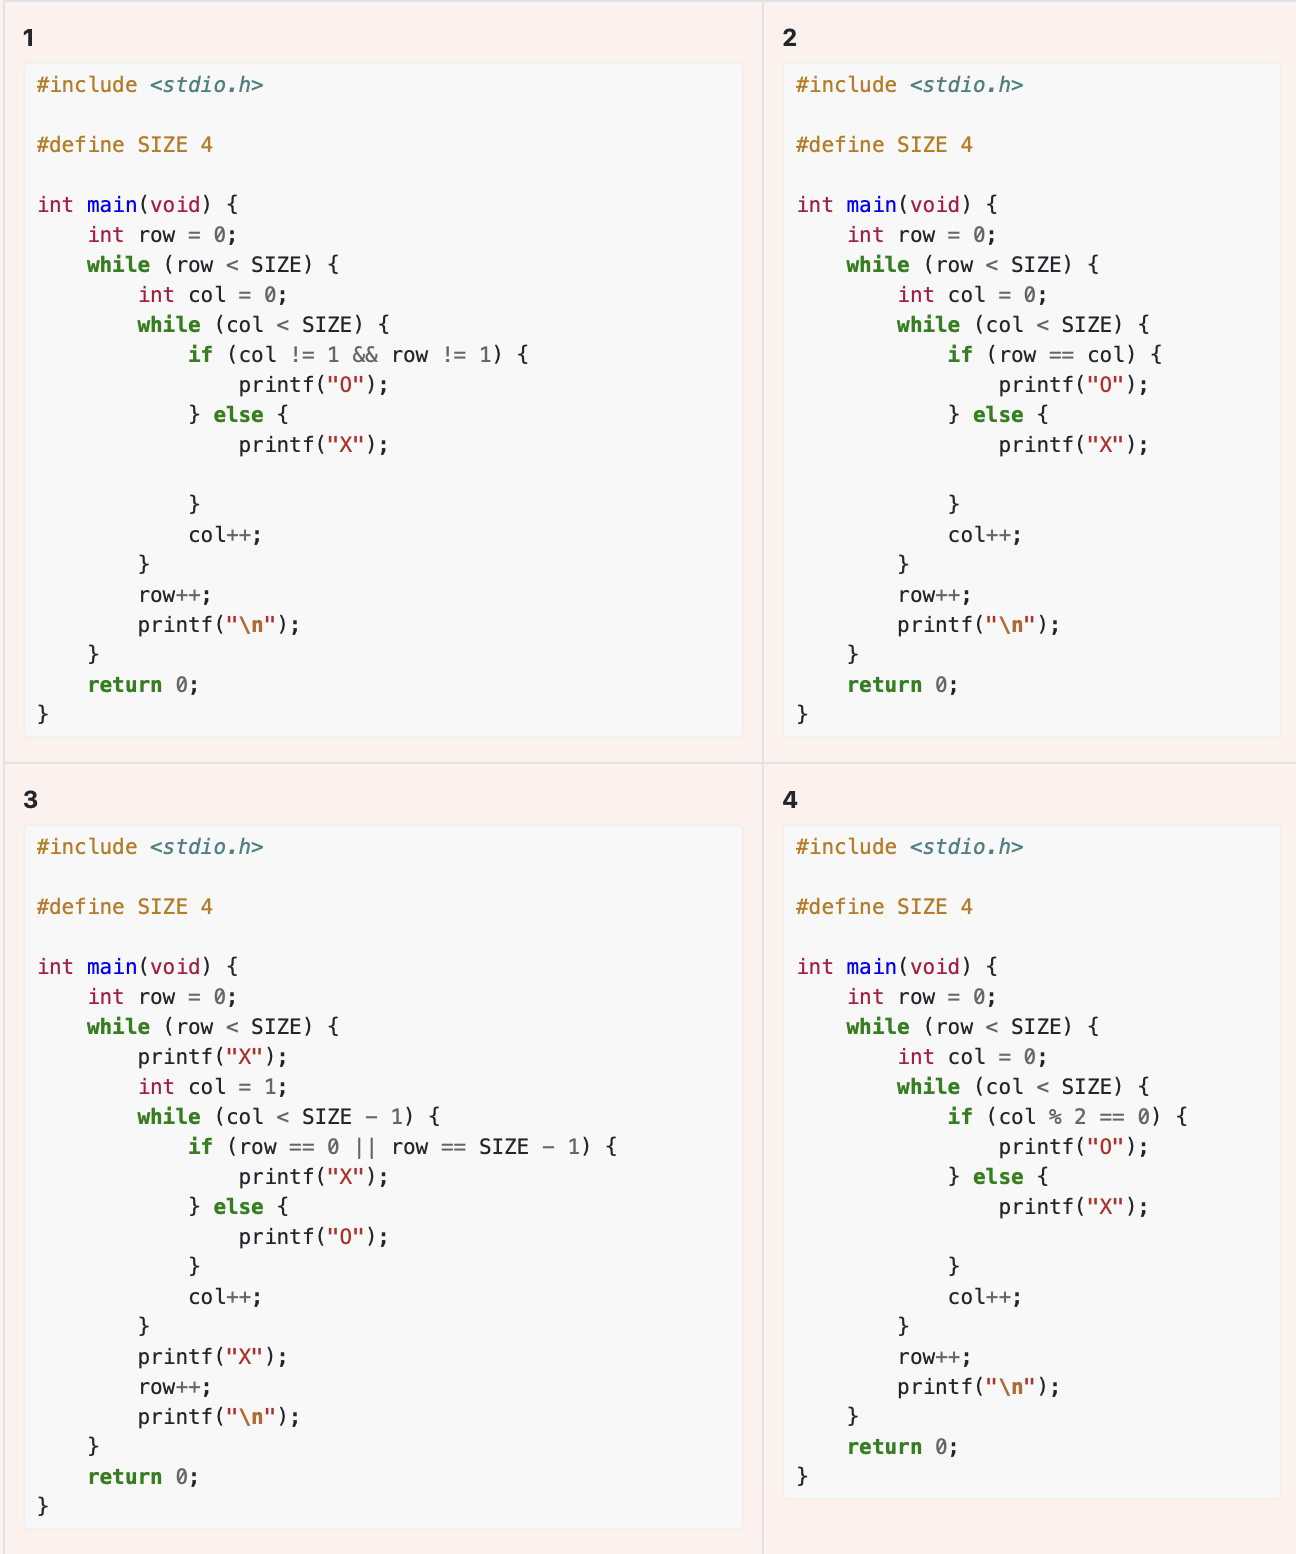 1
#include <stdio.h>

#define SIZE 4

int main(void) {
    int row = 0;
    while (row < SIZE) {
        int col = 0;
        while (col < SIZE) {
            if (col != 1 && row != 1) {
                printf("O");
            } else {
                printf("X");

            }
            col++;
        }
        row++;
        printf("\n");
    }
    return 0;
}
2
#include <stdio.h>

#define SIZE 4

int main(void) {
    int row = 0;
    while (row < SIZE) {
        int col = 0;
        while (col < SIZE) {
            if (row == col) {
                printf("O");
            } else {
                printf("X");

            }
            col++;
        }
        row++;
        printf("\n");
    }
    return 0;
}
3
#include <stdio.h>

#define SIZE 4

int main(void) {
    int row = 0;
    while (row < SIZE) {
        printf("X");
        int col = 1;
        while (col < SIZE - 1) {
            if (row == 0 || row == SIZE - 1) {
                printf("X");
            } else {
                printf("O");
            }
            col++;
        }
        printf("X");
        row++;
        printf("\n");
    }
    return 0;
}
4
#include <stdio.h>

#define SIZE 4

int main(void) {
    int row = 0;
    while (row < SIZE) {
        int col = 0;
        while (col < SIZE) {
            if (col % 2 == 0) {
                printf("O");
            } else {
                printf("X");

            }
            col++;
        }
        row++;
        printf("\n");
    }
    return 0;
}